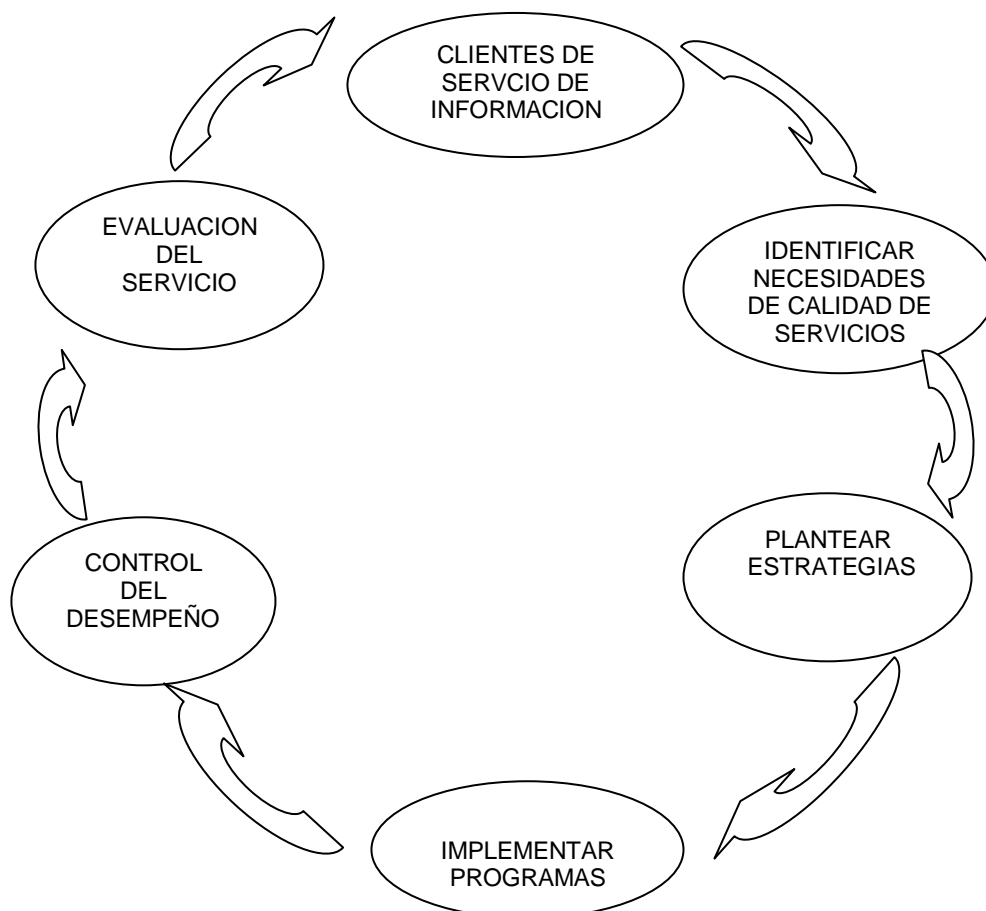 CLIENTES DE
SERVCIO DE
INFORMACION
IDENTIFICAR
NECESIDADES
DE CALIDAD DE
SERVICIOS
PLANTEAR
ESTRATEGIAS
IMPLEMENTAR
PROGRAMAS
CONTROL
DEL
DESEMPEÑO
EVALUACION
DEL
SERVICIO